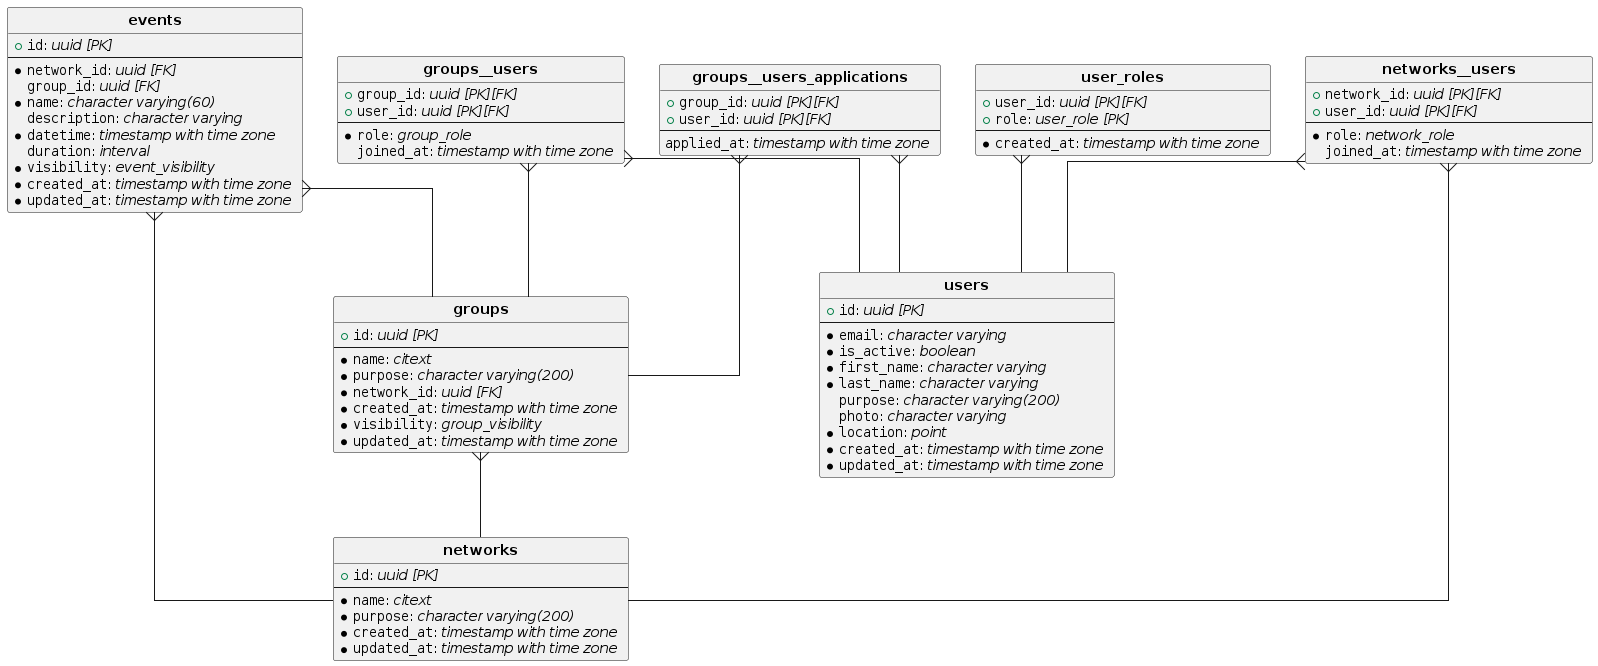 events
id: uuid [PK]
network_id: uuid [FK]
group_id: uuid [FK]
name: character varying(60)
description: character varying
datetime: timestamp with time zone
duration: interval
visibility: event_visibility
created_at: timestamp with time zone
updated_at: timestamp with time zone
groups__users
group_id: uuid [PK][FK]
user_id: uuid [PK][FK]
role: group_role
joined_at: timestamp with time zone
groups__users_applications
group_id: uuid [PK][FK]
user_id: uuid [PK][FK]
applied_at: timestamp with time zone
user_roles
user_id: uuid [PK][FK]
role: user_role [PK]
created_at: timestamp with time zone
networks__users
network_id: uuid [PK][FK]
user_id: uuid [PK][FK]
role: network_role
joined_at: timestamp with time zone
groups
id: uuid [PK]
name: citext
purpose: character varying(200)
network_id: uuid [FK]
created_at: timestamp with time zone
visibility: group_visibility
updated_at: timestamp with time zone
users
id: uuid [PK]
email: character varying
is_active: boolean
first_name: character varying
last_name: character varying
purpose: character varying(200)
photo: character varying
location: point
created_at: timestamp with time zone
updated_at: timestamp with time zone
networks
id: uuid [PK]
name: citext
purpose: character varying(200)
created_at: timestamp with time zone
updated_at: timestamp with time zone